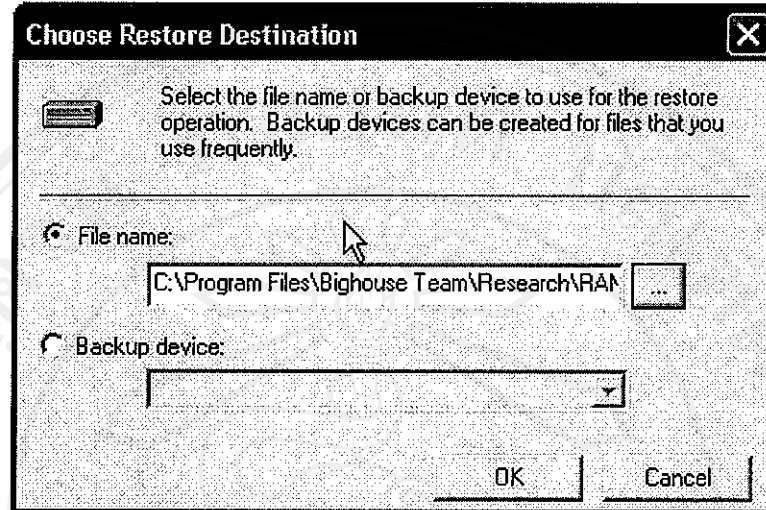 Choose Restore Destination
Select the file name or backup device to use for the restore
operation. Backup devices can be created for files that you
use frequently.
File name:
C:\Program Files\Bighouse Team\Research\RAN
...
Backup device:
OK Cancel